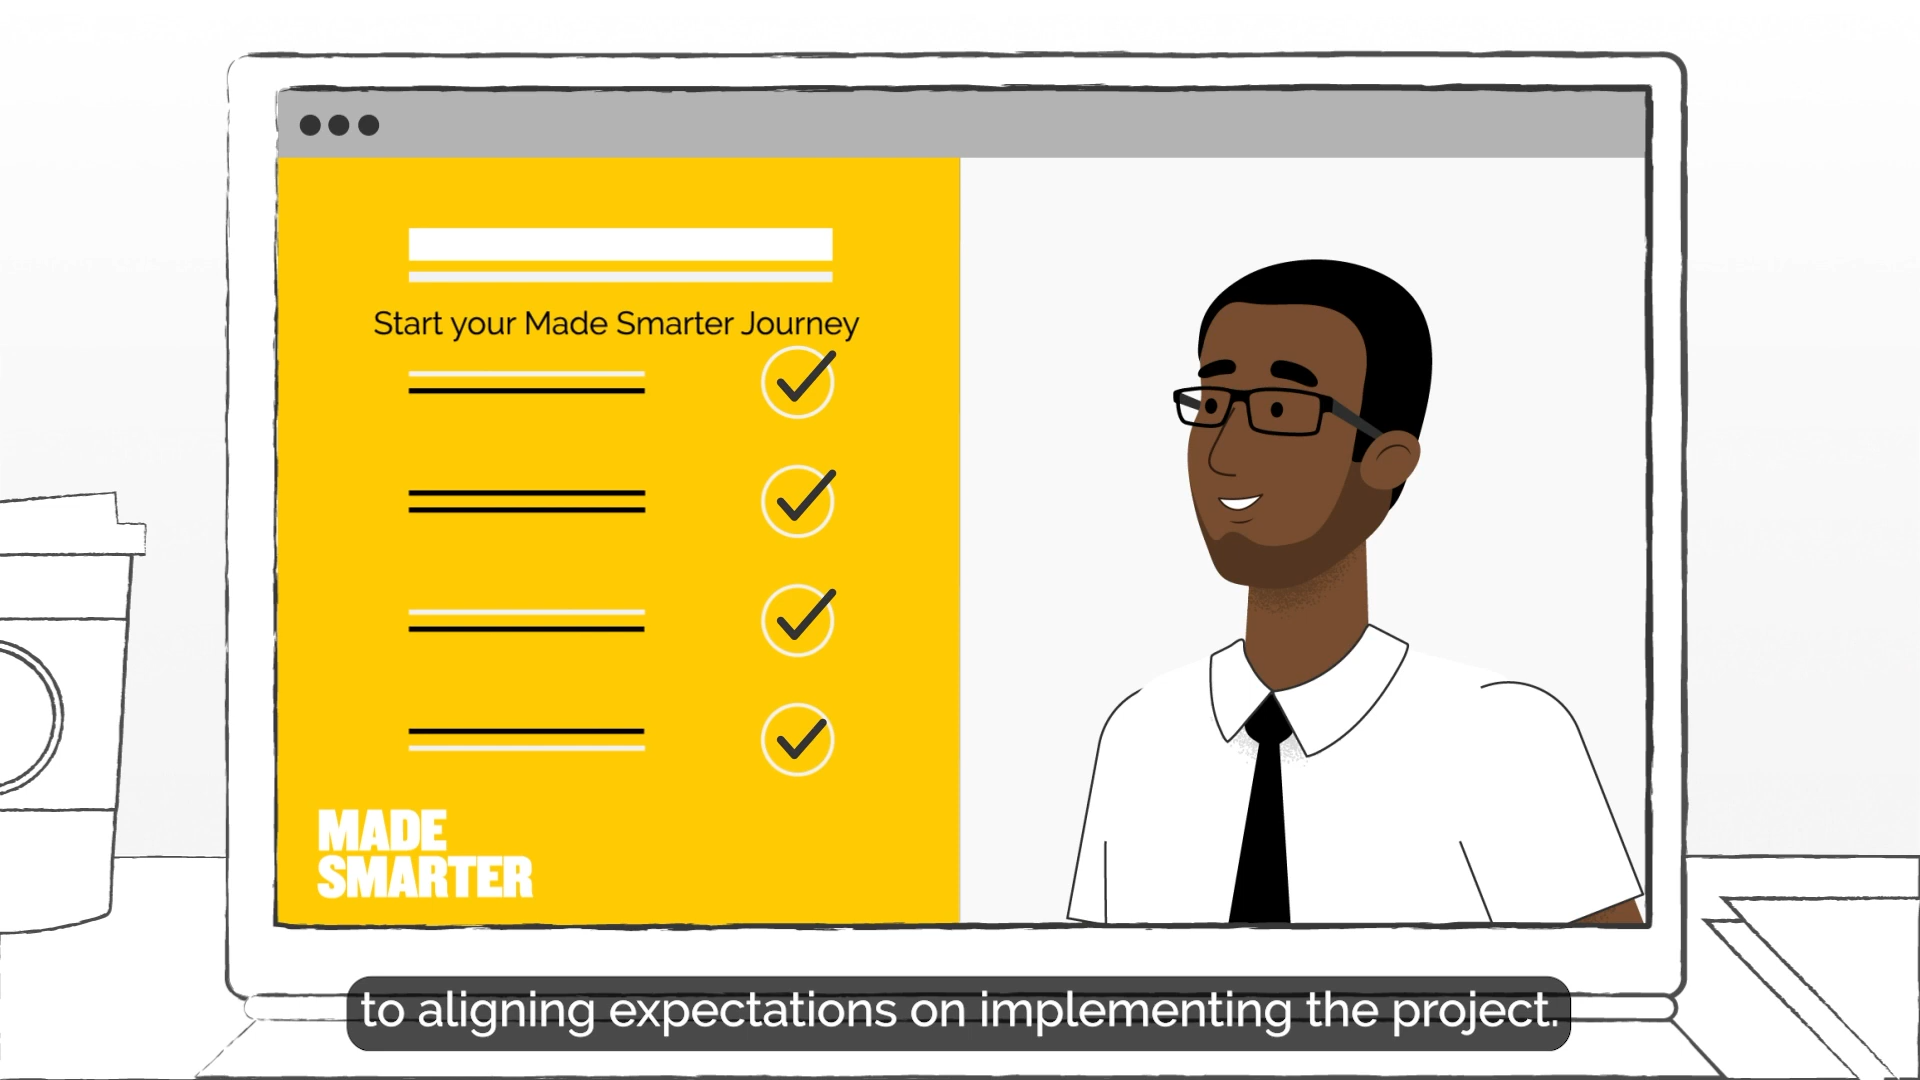 Start your Made Smarter Journey
MADE
SMARTER
to aligning expectations on implementing the project.